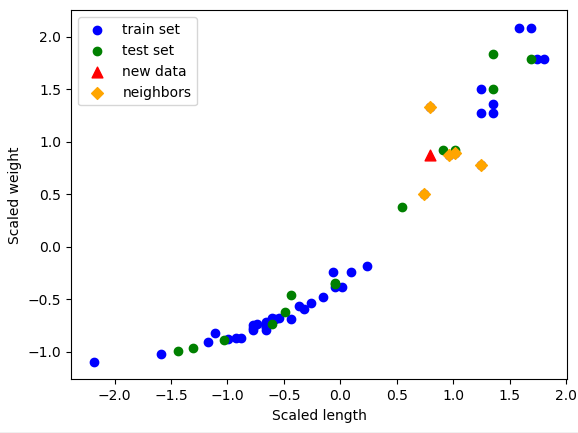 train set
test set
new data
neighbors
2.0
1.5
1.0
0.5
0.0
−0.5
−1.0
Scaled weight
−2.0 −1.5 −1.0 −0.5 0.0 0.5 1.0 1.5 2.0
Scaled length